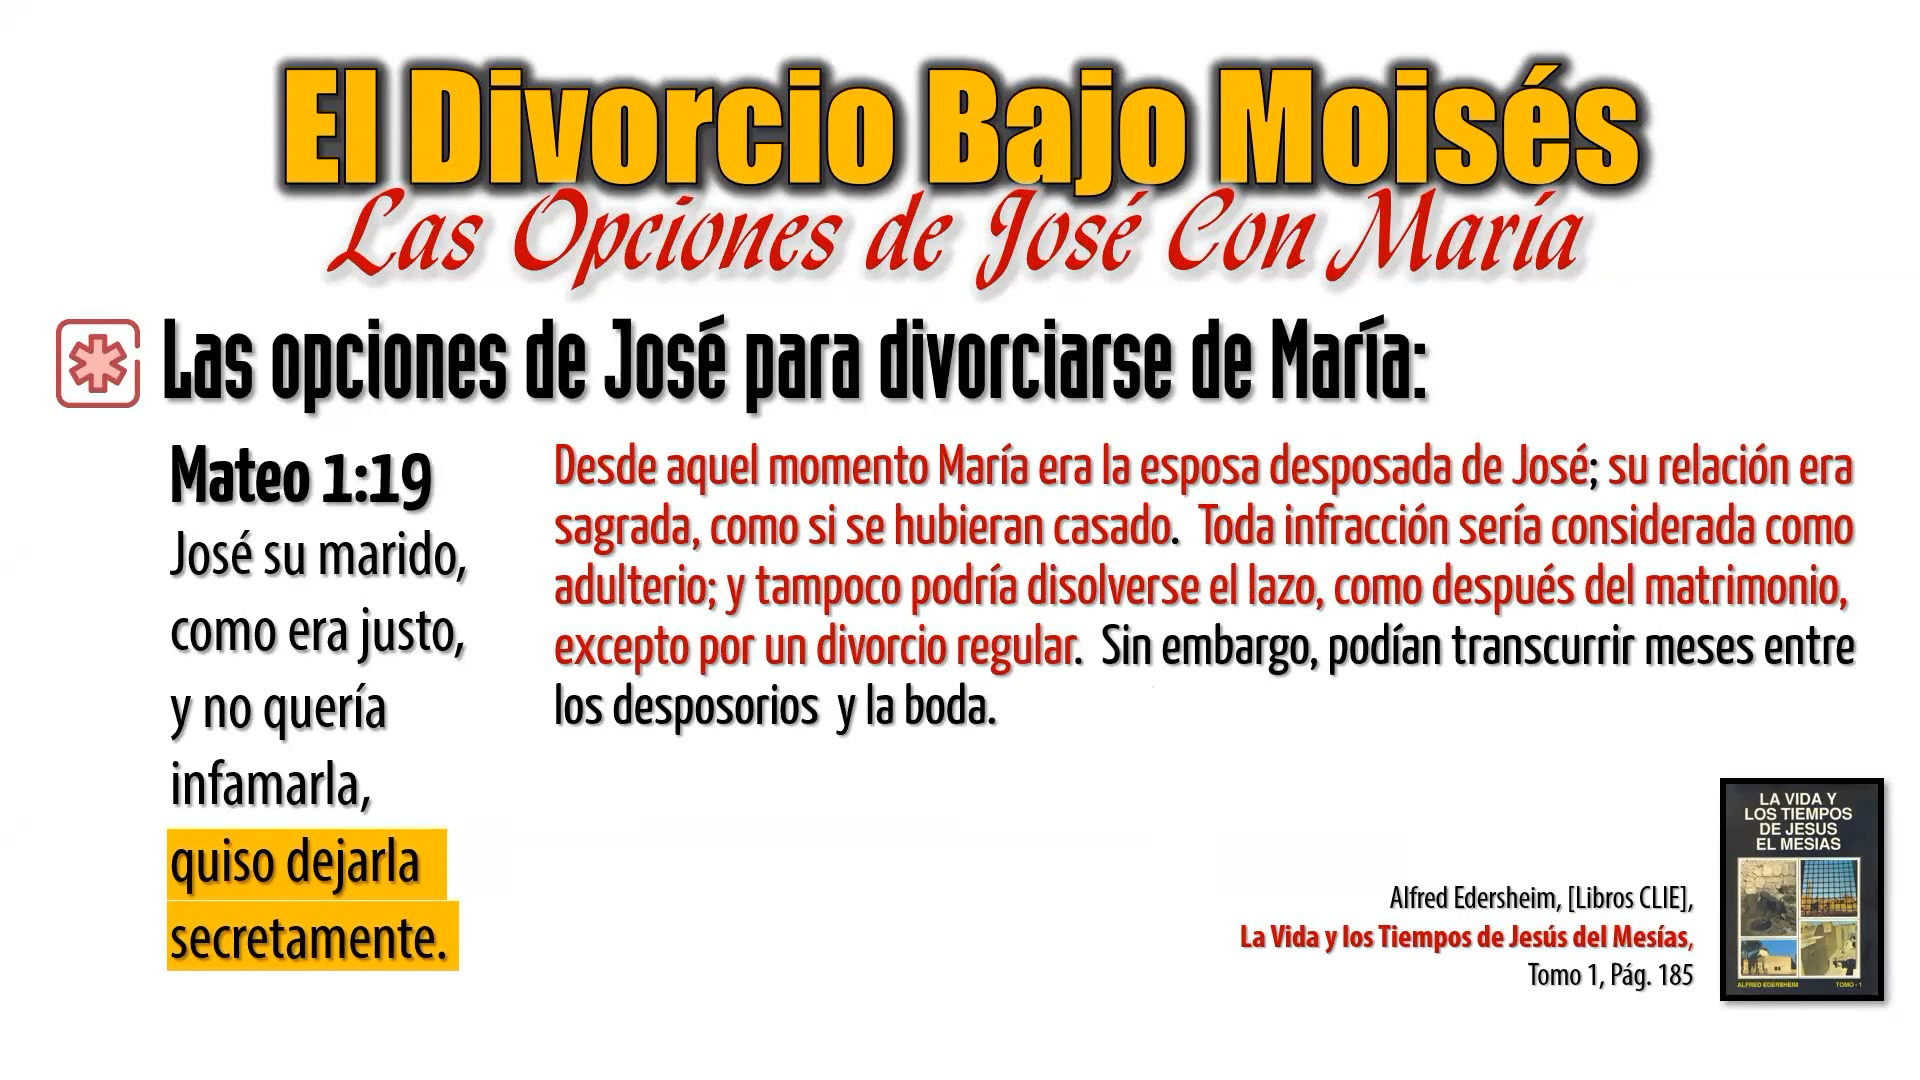 El Divorcio Bajo Moisés
Las Opciones de José Con María
Las opciones de José para divorciarse de María:
Mateo 1:19
José su marido,
como era justo,
y no quería
infamarla,
quiso dejarla
secretamente.
Desde aquel momento María era la esposa desposada de José; su relación era
sagrada, como si se hubieran casado.  Toda infracción sería considerada como
adulterio; y tampoco podría disolverse el lazo, como después del matrimonio,
excepto por un divorcio regular.  Sin embargo, podían transcurrir meses entre
los desposorios  y la boda.
Alfred Edersheim, [Libros CLIE],
La Vida y los Tiempos de Jesús del Mesías,
Tomo 1, Pág. 185
LA VIDA Y
LOS TIEMPOS
DE JESUS
EL MESIAS
ALFRED EDERSHEIM
TOMO - 1